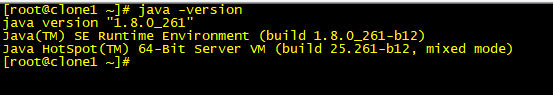 [root@clone1 ~]# java -version
java version "1.8.0_261"
Java(TM) SE Runtime Environment (build 1.8.0_261-b12)
Java HotSpot(TM) 64-Bit Server VM (build 25.261-b12, mixed mode)
[root@clone1 ~]#